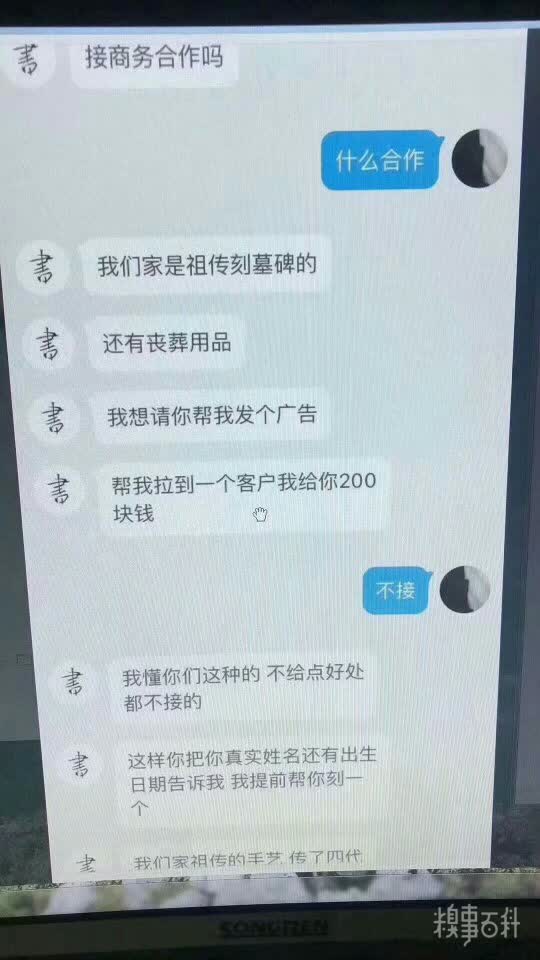 書
接商务合作吗
什么合作
書
我们家是祖传刻墓碑的
書
还有丧葬用品
書
我想请你帮我发个广告
書
帮我拉到一个客户我给你200
块钱
不接
書
我懂你们这种的 不给点好处
都不接的
書
这样你把你真实姓名还有出生
日期告诉我 我提前帮你刻一
个
書
我们家祖传的手艺 传了四代
SONGREN
糗事百科